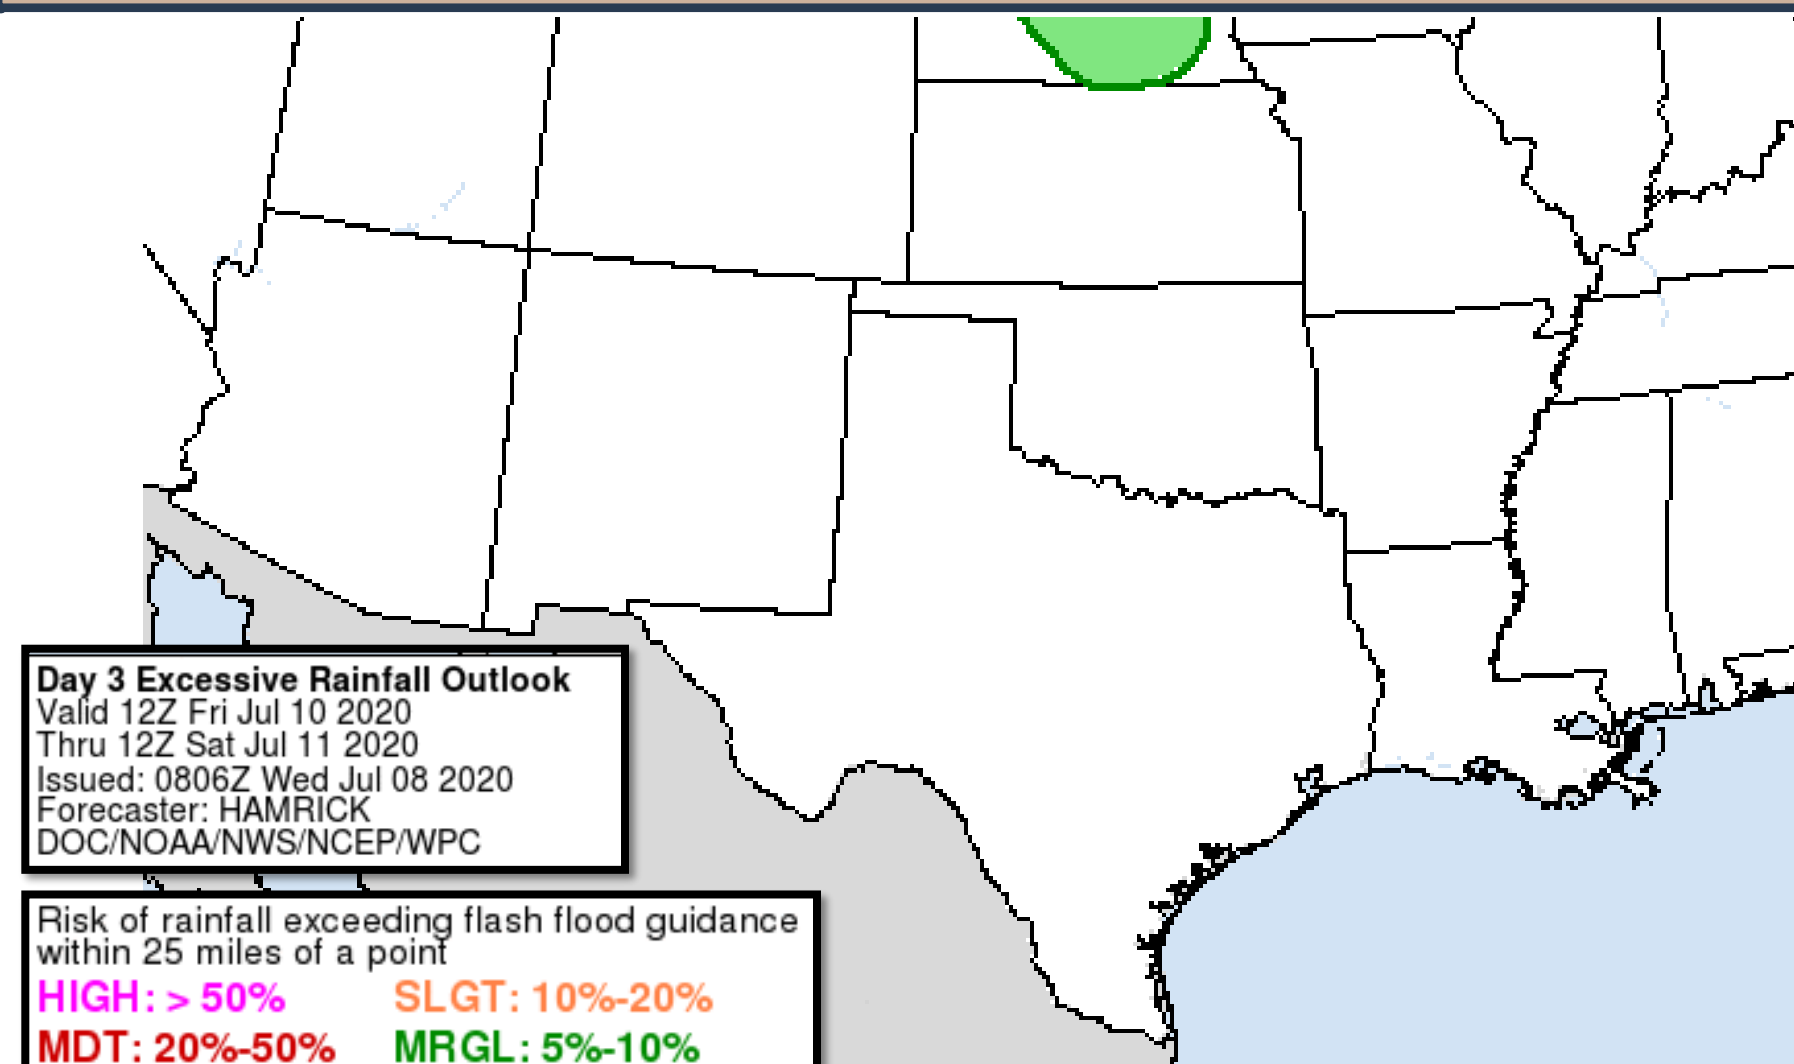 Day 3 Excessive Rainfall Outlook
Valid 12Z Fri Jul 10 2020
Thru 12Z Sat Jul 11 2020
Issued: 0806Z Wed Jul 08 2020
Forecaster: HAMRICK
DOC/NOAA/NWS/NCEP/WPC
Risk of rainfall exceeding flash flood guidance
within 25 miles of a point
HIGH: > 50% SLGT: 10%-20%
MDT: 20%-50% MRGL: 5%-10%